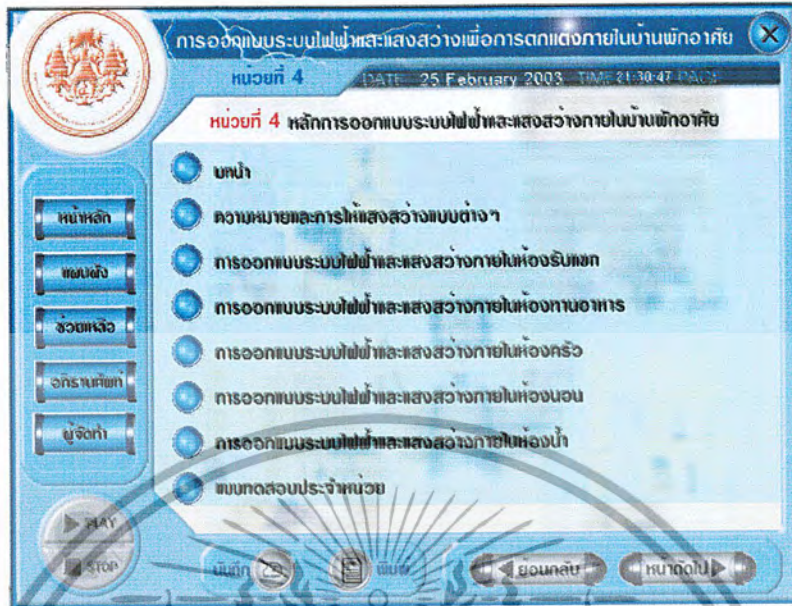 การออกแบบระบบไฟฟ้าและแสงสว่างเพื่อการตกแต่งภายในบ้านพักอาศัย
หน่วยที่ 4 DATE 25 February 2003 TIME 21:30:47 PAGE
หน่วยที่ 4 หลักการออกแบบระบบไฟฟ้าและแสงสว่างภายในบ้านพักอาศัย
บทนำ
ความหมายและการให้แสงสว่างแบบต่างๆ
การออกแบบระบบไฟฟ้าและแสงสว่างภายในห้องรับแขก
การออกแบบระบบไฟฟ้าและแสงสว่างภายในห้องทานอาหาร
การออกแบบระบบไฟฟ้าและแสงสว่างภายในห้องครัว
การออกแบบระบบไฟฟ้าและแสงสว่างภายในห้องนอน
การออกแบบระบบไฟฟ้าและแสงสว่างภายในห้องน้ำ
แบบทดสอบประจำหน่วย
หน้าหลัก
แผนผัง
ช่วยเหลือ
อภิธานศัพท์
ผู้จัดทำ
PLAY
STOP
บันทึก พิมพ์ ย้อนกลับ หน้าถัดไป